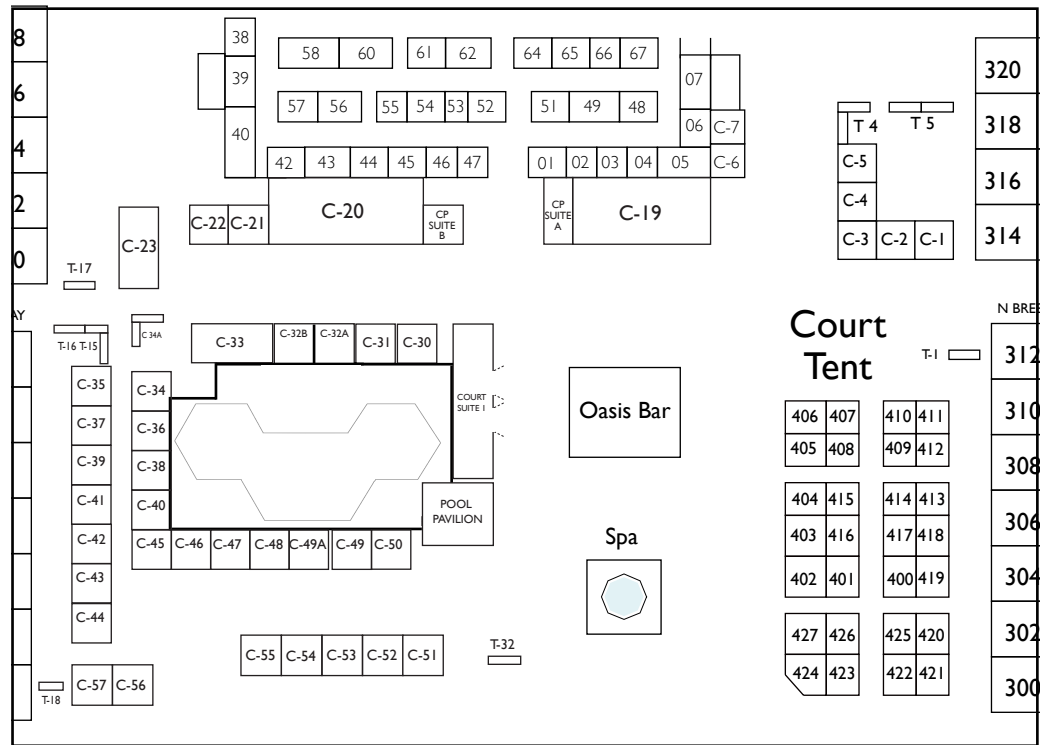 8
6
4
2
0
38
39
40
58 60 61 62 64 65 66 67
57 56 55 54 53 52 51 49 48
07
06 C-7
42 43 44 45 46 47 01 02 03 04 05 C-6
C-22 C-21 C-20
CP
SUITE
B
CP
SUITE
A
C-19
C-23
T-17
T 4 T 5
C-5
C-4
C-3 C-2 C-1
320
318
316
314
AY
N BREE
T-16 T-15
C 34A
C-33 C-32B C-32A C-31 C-30
COURT
SUITE 1
Court
Tent
T-1
312
310
308
306
304
302
300
C-35
C-37
C-39
C-41
C-42
C-43
C-44
C-34
C-36
C-38
C-40
C-45 C-46 C-47 C-48 C-49A C-49 C-50
POOL
PAVILION
Oasis Bar
Spa
406 407 410 411
405 408 409 412
404 415 414 413
403 416 417 418
402 401 400 419
427 426 425 420
424 423 422 421
C-55 C-54 C-53 C-52 C-51
T-32
T-18
C-57 C-56